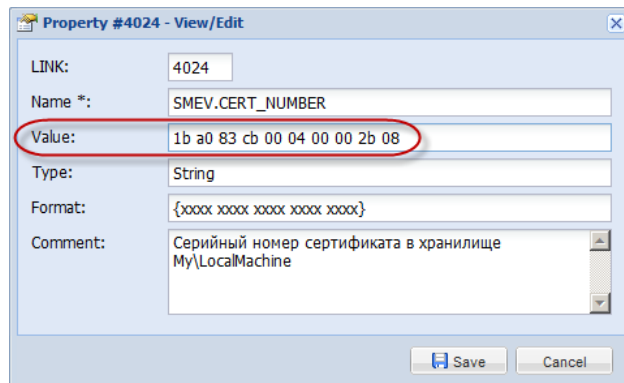 Property #4024 - View/Edit
LINK: 4024
Name *: SMEV.CERT_NUMBER
Value: 1b a0 83 cb 00 04 00 00 2b 08
Type: String
Format: {xxxx xxxx xxxx xxxx xxxx}
Comment: Серийный номер сертификата в хранилище
My\LocalMachine
Save Cancel